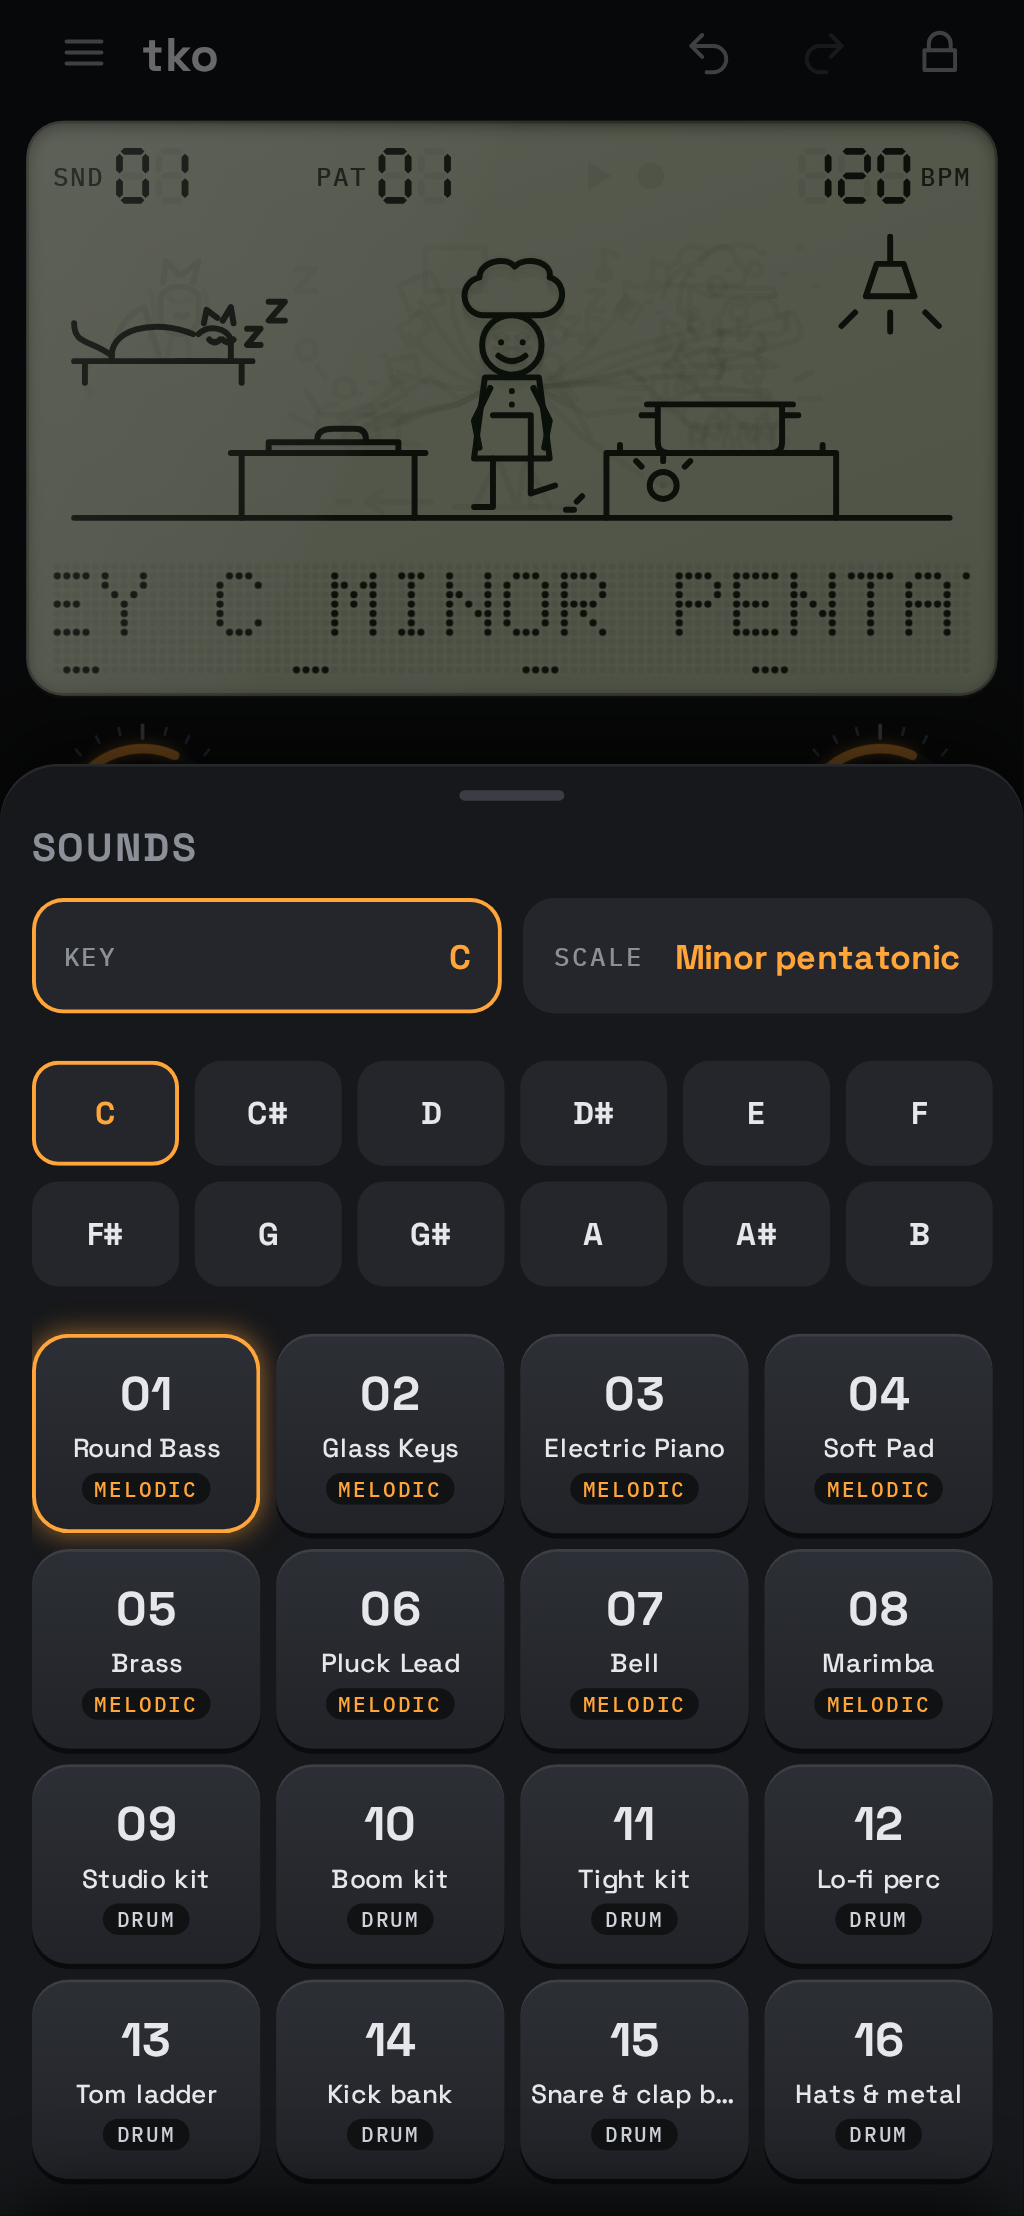 tko
SND 01 PAT 01 120 BPM
z z
EY C MINOR PENTA
SOUNDS
KEY C SCALE Minor pentatonic
C C# D D# E F
F# G G# A A# B
01 02 03 04
Round Bass Glass Keys Electric Piano Soft Pad
MELODIC MELODIC MELODIC MELODIC
05 06 07 08
Brass Pluck Lead Bell Marimba
MELODIC MELODIC MELODIC MELODIC
09 10 11 12
Studio kit Boom kit Tight kit Lo-fi perc
DRUM DRUM DRUM DRUM
13 14 15 16
Tom ladder Kick bank Snare & clap b... Hats & metal
DRUM DRUM DRUM DRUM